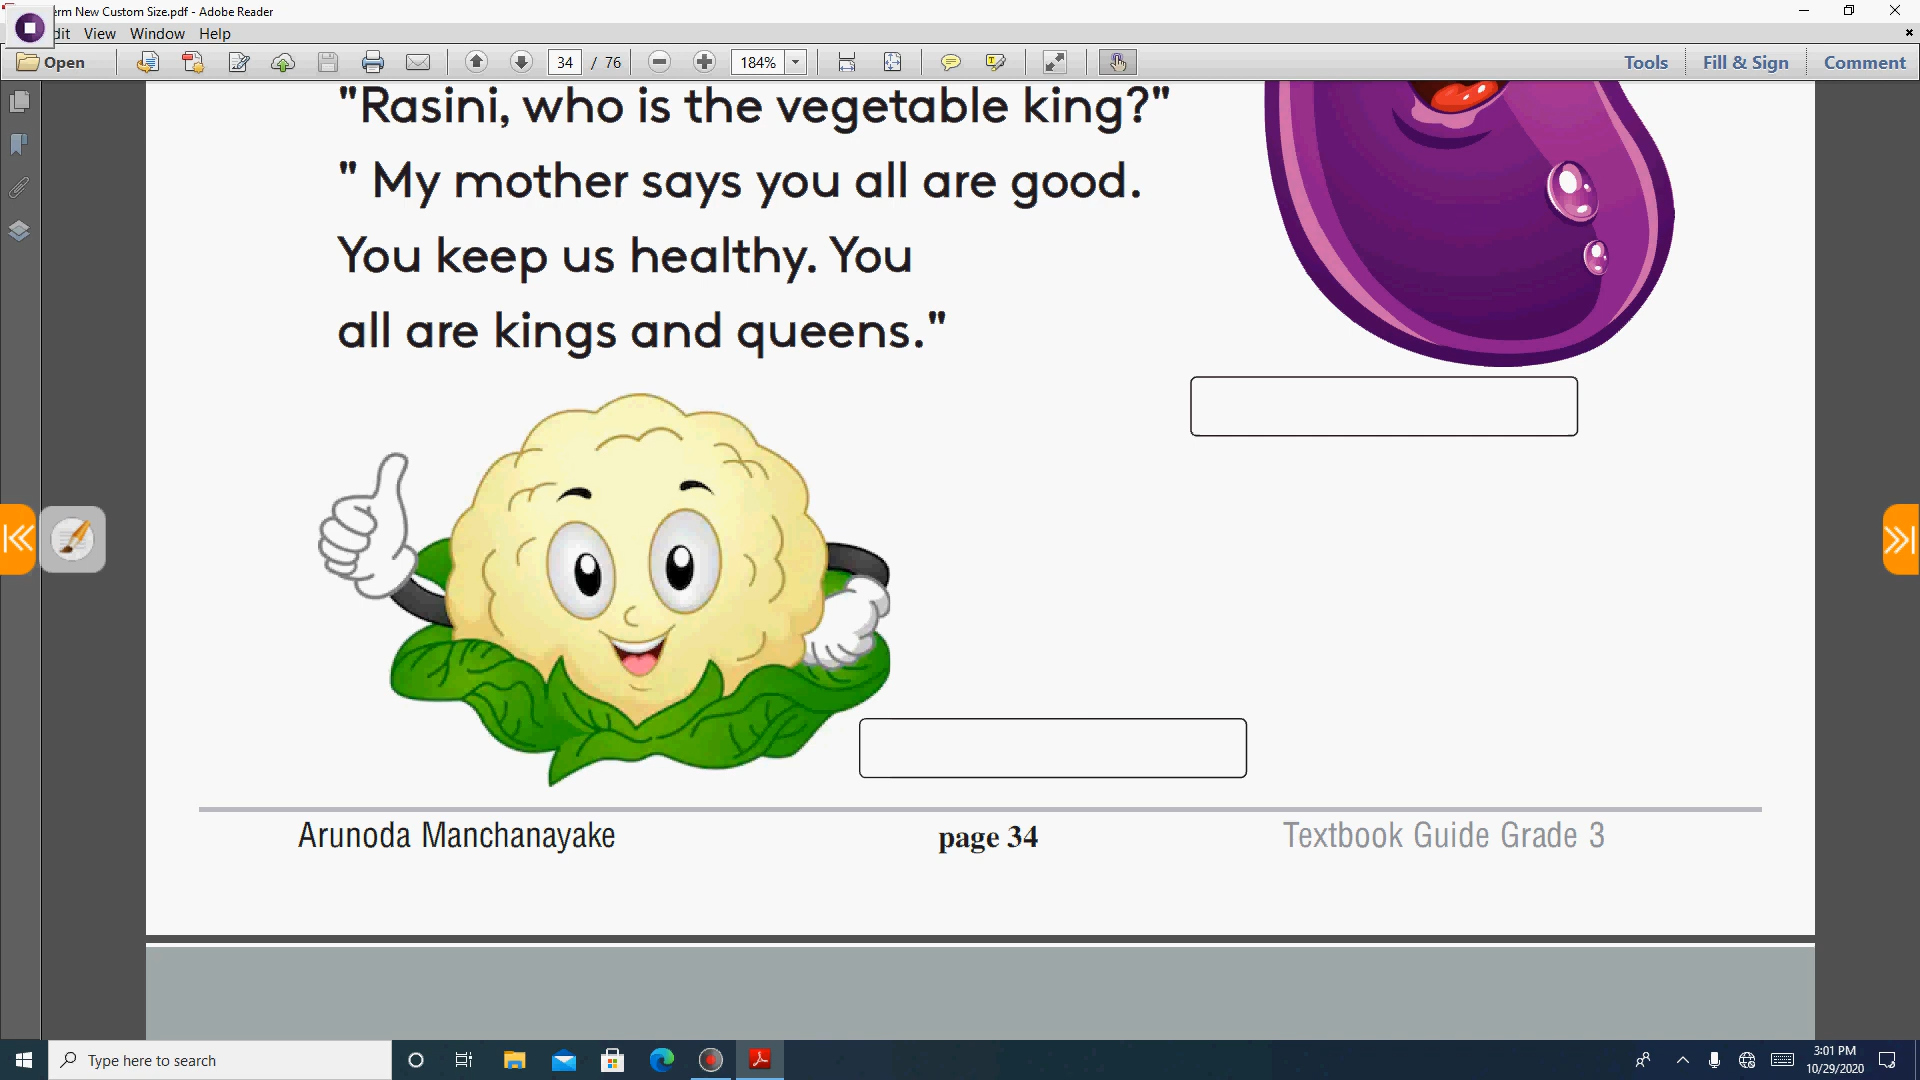 erm New Custom Size.pdf - Adobe Reader
dit View Window Help
Open 34 / 76 184% Tools Fill & Sign Comment
"Rasini, who is the vegetable king?"
" My mother says you all are good.
You keep us healthy. You
all are kings and queens."
Arunoda Manchanayake page 34 Textbook Guide Grade 3
Type here to search
3:01 PM
10/29/2020